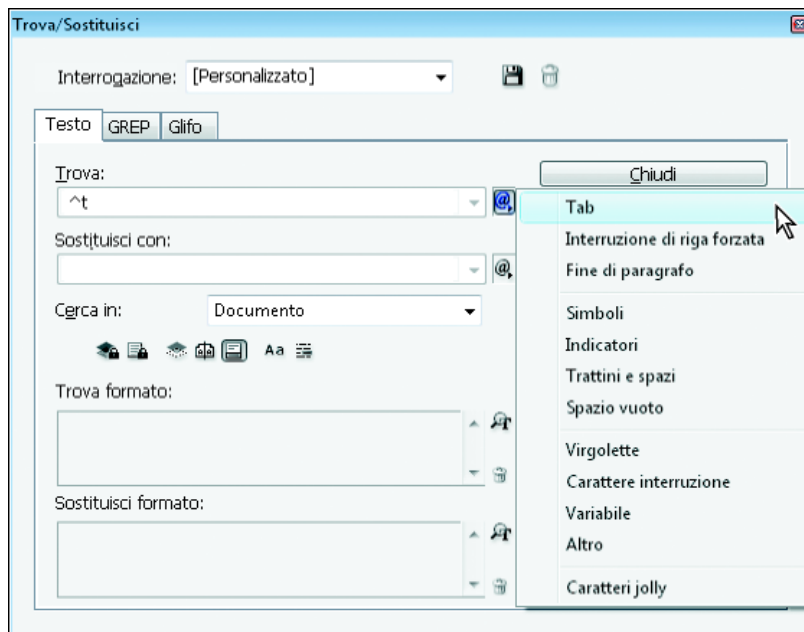 Trova/Sostituisci
Interrogazione: [Personalizzato]
Testo GREP Glifo
Trova: Chiudi
^t @ Tab
Interruzione di riga forzata
Sostituisci con: Fine di paragrafo
@
Cerca in: Documento Simboli
Indicatori
Aa
Trattini e spazi
Trova formato: Spazio vuoto
Virgolette
Carattere interruzione
Sostituisci formato: Variabile
Altro
Caratteri jolly